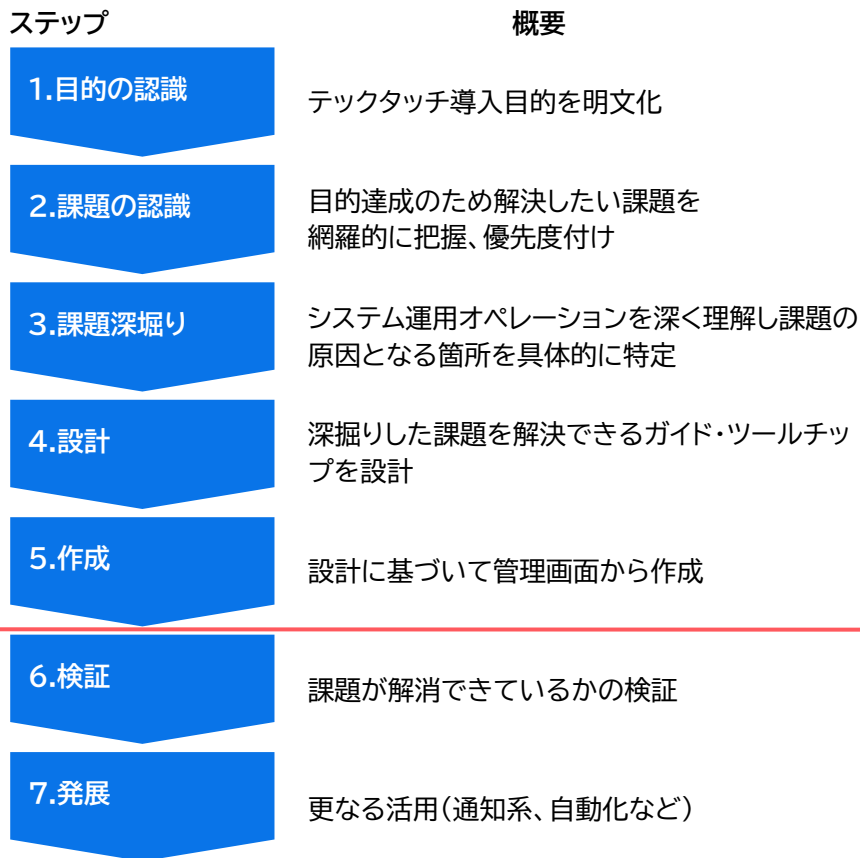 ステップ 概要
1.目的の認識
テックタッチ導入目的を明文化
2.課題の認識
目的達成のため解決したい課題を
網羅的に把握、優先度付け
3.課題深堀り
システム運用オペレーションを深く理解し課題の
原因となる箇所を具体的に特定
4.設計
深掘りした課題を解決できるガイド・ツールチッ
プを設計
5.作成
設計に基づいて管理画面から作成
6.検証
課題が解消できているかの検証
7.発展
更なる活用(通知系、自動化など)